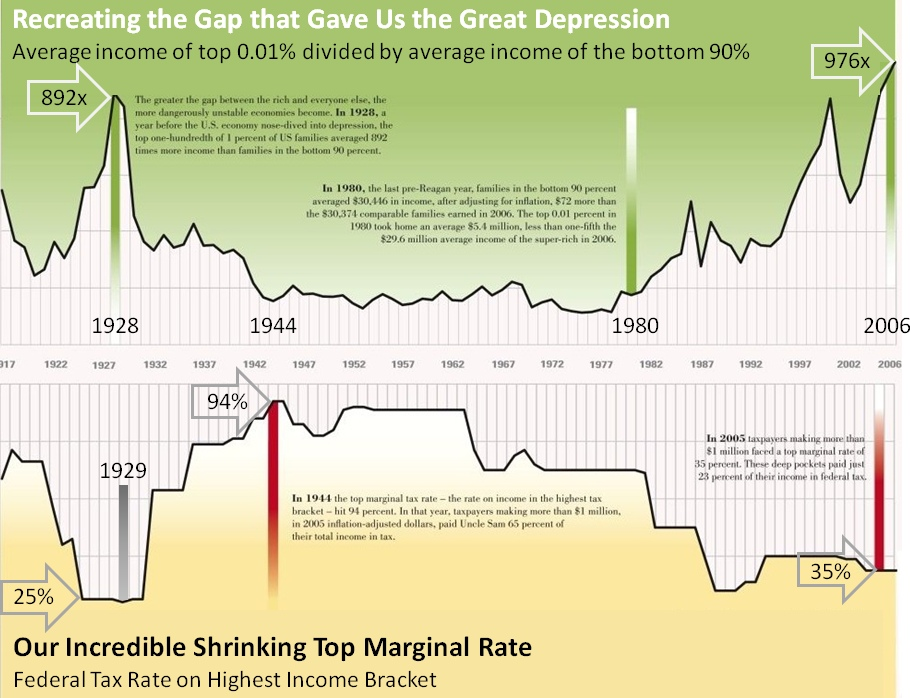 Recreating the Gap that Gave Us the Great Depression
Average income of top 0.01% divided by average income of the bottom 90%
976x
892x
The greater the gap between the rich and everyone else, the
more dangerously unstable economies become. In 1928, a
year before the U.S. economy nose-dived into depression, the
top one-hundredth of 1 percent of US families averaged 892
times more income than families in the bottom 90 percent.
In 1980, the last pre-Reagan year, families in the bottom 90 percent
averaged $30,446 in income, after adjusting for inflation, $72 more than
the $30,374 comparable families earned in 2006. The top 0.01 percent in
1980 took home an average $5.4 million, less than one-fifth the
$29.6 million average income of the super-rich in 2006.
1928 1944 1980 2006
917 1922 1927 1932 1937 1942 1947 1952 1957 1962 1967 1972 1977 1982 1987 1992 1997 2002 2006
94%
1929
In 2005 taxpayers making more than
$1 million faced a top marginal rate of
35 percent. These deep pockets paid just
23 percent of their income in federal tax.
In 1944 the top marginal tax rate – the rate on income in the highest tax
bracket – hit 94 percent. In that year, taxpayers making more than $1 million,
in 2005 inflation-adjusted dollars, paid Uncle Sam 65 percent of
their total income in tax.
35%
25%
Our Incredible Shrinking Top Marginal Rate
Federal Tax Rate on Highest Income Bracket